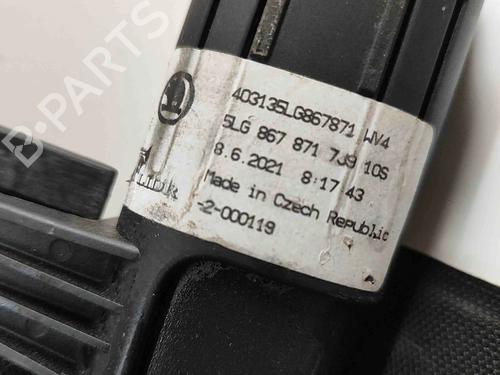 B-PARTS
403135LG867871 WV4
5LG 867 871 7J9 10S
8.6.2021 8:17:43
Made in Czech Republic
-2-000119